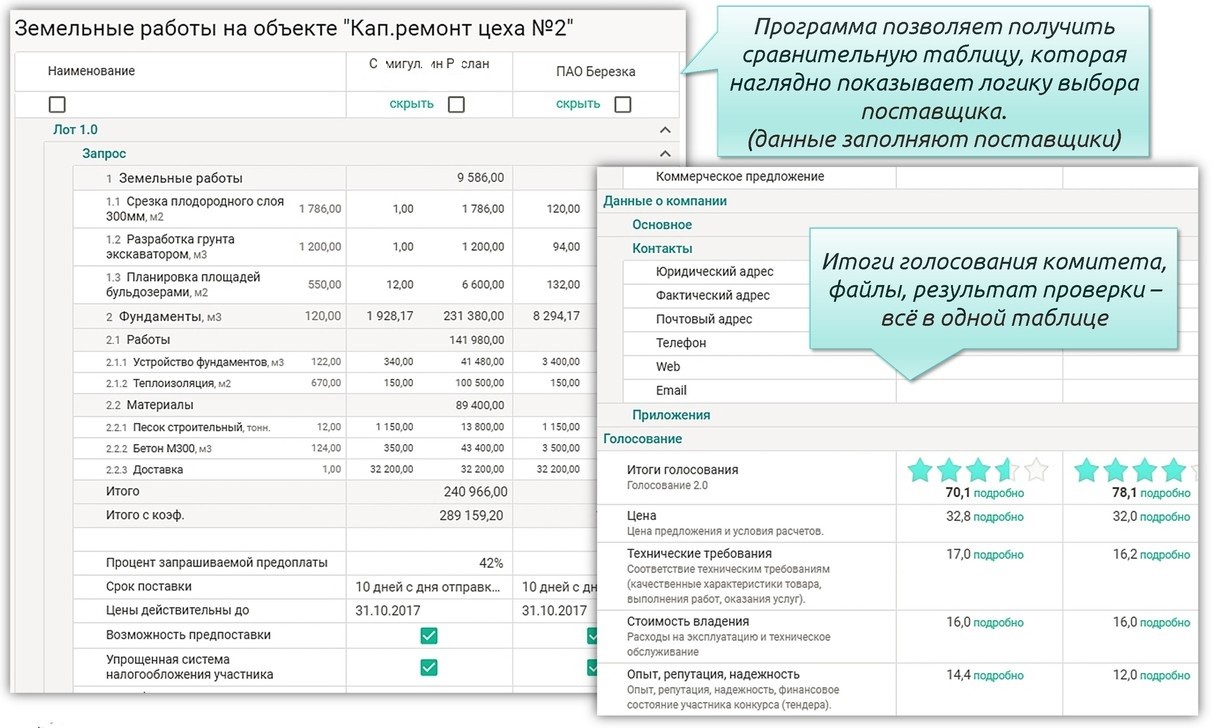 Земельные работы на объекте "Кап.ремонт цеха №2"
Программа позволяет получить
сравнительную таблицу, которая
наглядно показывает логику выбора
поставщика.
(данные заполняют поставщики)
Наименование ПАО Березка
скрыть скрыть
Лот 1.0
Запрос
1 Земельные работы 9 586,00
1.1 Срезка плодородного слоя
300мм, м2 1 786,00 1,00 1 786,00 120,00
1.2 Разработка грунта
экскаватором, м3 1 200,00 1,00 1 200,00 94,00
1.3 Планировка площадей
бульдозерами, м2 550,00 12,00 6 600,00 132,00
2 Фундаменты, м3 120,00 1 928,17 231 380,00 8 294,17
2.1 Работы 141 980,00
2.1.1 Устройство фундаментов, м3 122,00 340,00 41 480,00 3 400,00
2.1.2 Теплоизоляция, м2 670,00 150,00 100 500,00 150,00
2.2 Материалы 89 400,00
2.2.1 Песок строительный, тонн. 12,00 1 150,00 13 800,00 1 150,00
2.2.2 Бетон М300, м3 124,00 350,00 43 400,00 3 500,00
2.2.3 Доставка 1,00 32 200,00 32 200,00 32 200,00
Итого 240 966,00
Итого с коэф. 289 159,20
Процент запрашиваемой предоплаты 42%
Срок поставки 10 дней с дня отправк... 10 дней с дн
Цены действительны до 31.10.2017 31.10.2017
Возможность предпоставки
Упрощенная система
налогообложения участника
Коммерческое предложение
Данные о компании
Основное
Контакты
Юридический адрес
Фактический адрес
Почтовый адрес
Телефон
Web
Email
Итоги голосования комитета,
файлы, результат проверки –
всё в одной таблице
Приложения
Голосование
Итоги голосования
Голосование 2.0
70,1 подробно 78,1 подробно
Цена 32,8 подробно 32,0 подробно
Цена предложения и условия расчетов.
Технические требования 17,0 подробно 16,2 подробно
Соответствие техническим требованиям
(качественные характеристики товара,
выполнения работ, оказания услуг).
Стоимость владения 16,0 подробно 16,0 подробно
Расходы на эксплуатацию и техническое
обслуживание
Опыт, репутация, надежность 14,4 подробно 12,0 подробно
Опыт, репутация, надежность, финансовое
состояние участника конкурса (тендера).